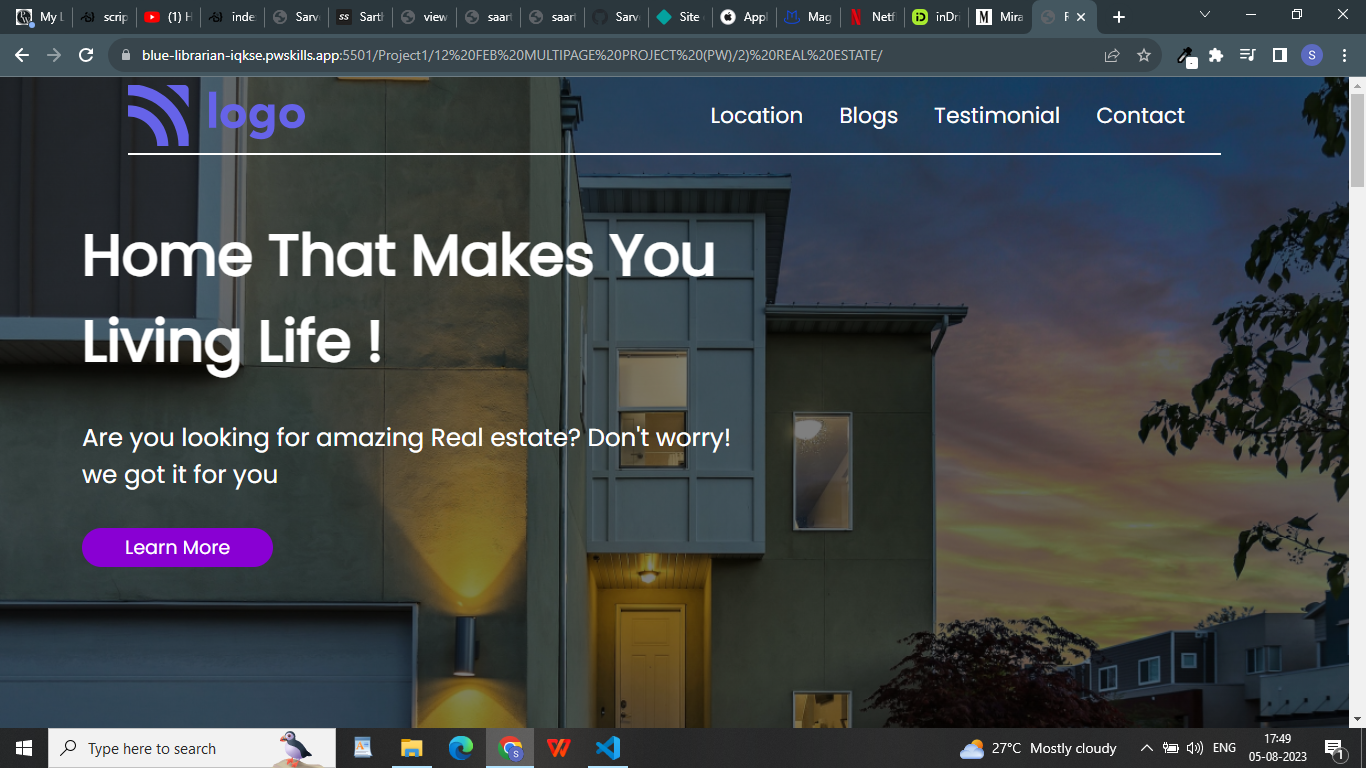 My L
scrip
(1) H
index
Sarv
SS
Sartl
view
saart
saart
Sarv
Site
Appl
Mag
N
Netf
iD
inDri
M
Mira
blue-librarian-iqkse.pwskills.app:5501/Project1/12%20FEB%20MULTIPAGE%20PROJECT%20(PW)/2)%20REAL%20ESTATE/
S
logo
Location
Blogs
Testimonial
Contact
Home That Makes You
Living Life !
Are you looking for amazing Real estate? Don't worry!
we got it for you
Learn More
Type here to search
S
W
27°C Mostly cloudy
ENG
17:49
05-08-2023
1